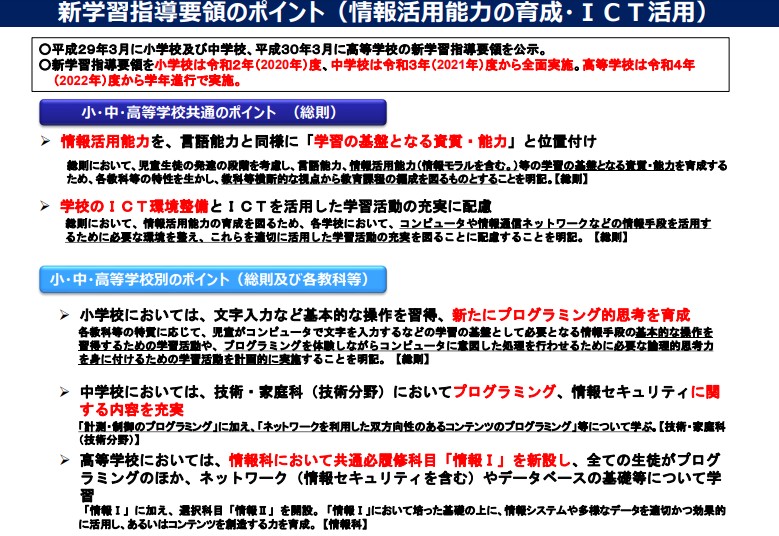 新学習指導要領のポイント（情報活用能力の育成・ＩＣＴ活用）
○平成29年３月に小学校及び中学校、平成30年３月に高等学校の新学習指導要領を公示。
○新学習指導要領を小学校は令和２年（2020年）度、中学校は令和３年（2021年）度から全面実施。高等学校は令和４年
（2022年）度から学年進行で実施。
小・中・高等学校共通のポイント　（総則）
➢ 情報活用能力を、言語能力と同様に「学習の基盤となる資質・能力」と位置付け
総則において、児童生徒の発達の段階を考慮し、言語能力、情報活用能力（情報モラルを含む。）等の学習の基盤となる資質・能力を育成する
ため、各教科等の特性を生かし、教科等横断的な視点から教育課程の編成を図るものとすることを明記。【総則】
➢ 学校のＩＣＴ環境整備とＩＣＴを活用した学習活動の充実に配慮
総則において、情報活用能力の育成を図るため、各学校において、コンピュータや情報通信ネットワークなどの情報手段を活用す
るために必要な環境を整え、これらを適切に活用した学習活動の充実を図ることに配慮することを明記。【総則】
小・中・高等学校別のポイント（総則及び各教科等）
➢ 小学校においては、文字入力など基本的な操作を習得、新たにプログラミング的思考を育成
各教科等の特質に応じて、児童がコンピュータで文字を入力するなどの学習の基盤として必要となる情報手段の基本的な操作を
習得するための学習活動や、プログラミングを体験しながらコンピュータに意図した処理を行わせるために必要な論理的思考力
を身に付けるための学習活動を計画的に実施することを明記。【総則】
➢ 中学校においては、技術・家庭科（技術分野）においてプログラミング、情報セキュリティに関
する内容を充実
「計測・制御のプログラミング」に加え、「ネットワークを利用した双方向性のあるコンテンツのプログラミング」等について学ぶ。【技術・家庭科
（技術分野）】
➢ 高等学校においては、情報科において共通必履修科目「情報Ⅰ」を新設し、全ての生徒がプログ
ラミングのほか、ネットワーク（情報セキュリティを含む）やデータベースの基礎等について学
習
「情報Ⅰ」に加え、選択科目「情報Ⅱ」を開設。「情報Ⅰ」において培った基礎の上に、情報システムや多様なデータを適切かつ効果的
に活用し、あるいはコンテンツを創造する力を育成。【情報科】